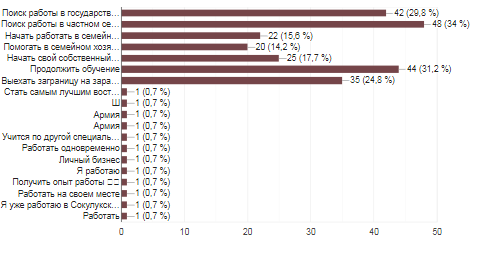 Поиск работы в государств... 42 (29,8 %)
Поиск работы в частном се... 48 (34 %)
Начать работать в семейн... 22 (15,6 %)
Помогать в семейном хозя... 20 (14,2 %)
Начать свой собственный... 25 (17,7 %)
Продолжить обучение 44 (31,2 %)
Выехать заграницу на зара... 35 (24,8 %)
Стать самым лучшим вост... 1 (0,7 %)
Ш 1 (0,7 %)
Армия 1 (0,7 %)
Армия 1 (0,7 %)
Учится по другой специаль... 1 (0,7 %)
Работать одновременно 1 (0,7 %)
Личный бизнес 1 (0,7 %)
Я работаю 1 (0,7 %)
Получить опыт работы 1 (0,7 %)
Работать на своем месте 1 (0,7 %)
Я уже работаю в Сокулукск... 1 (0,7 %)
Работать 1 (0,7 %)
0 10 20 30 40 50